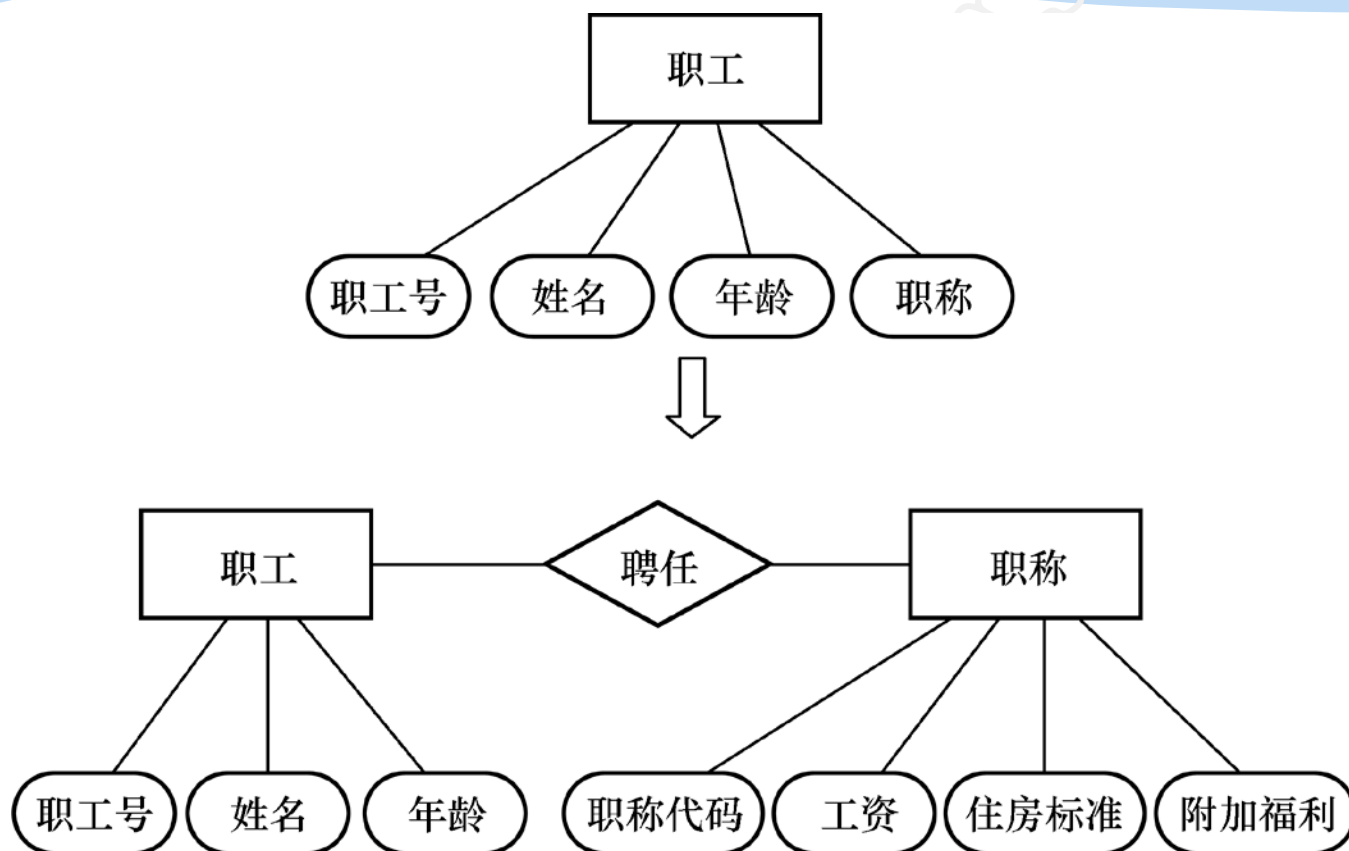 职工
职工号 姓名 年龄 职称
职工 聘任 职称
职工号 姓名 年龄 职称代码 工资 住房标准 附加福利